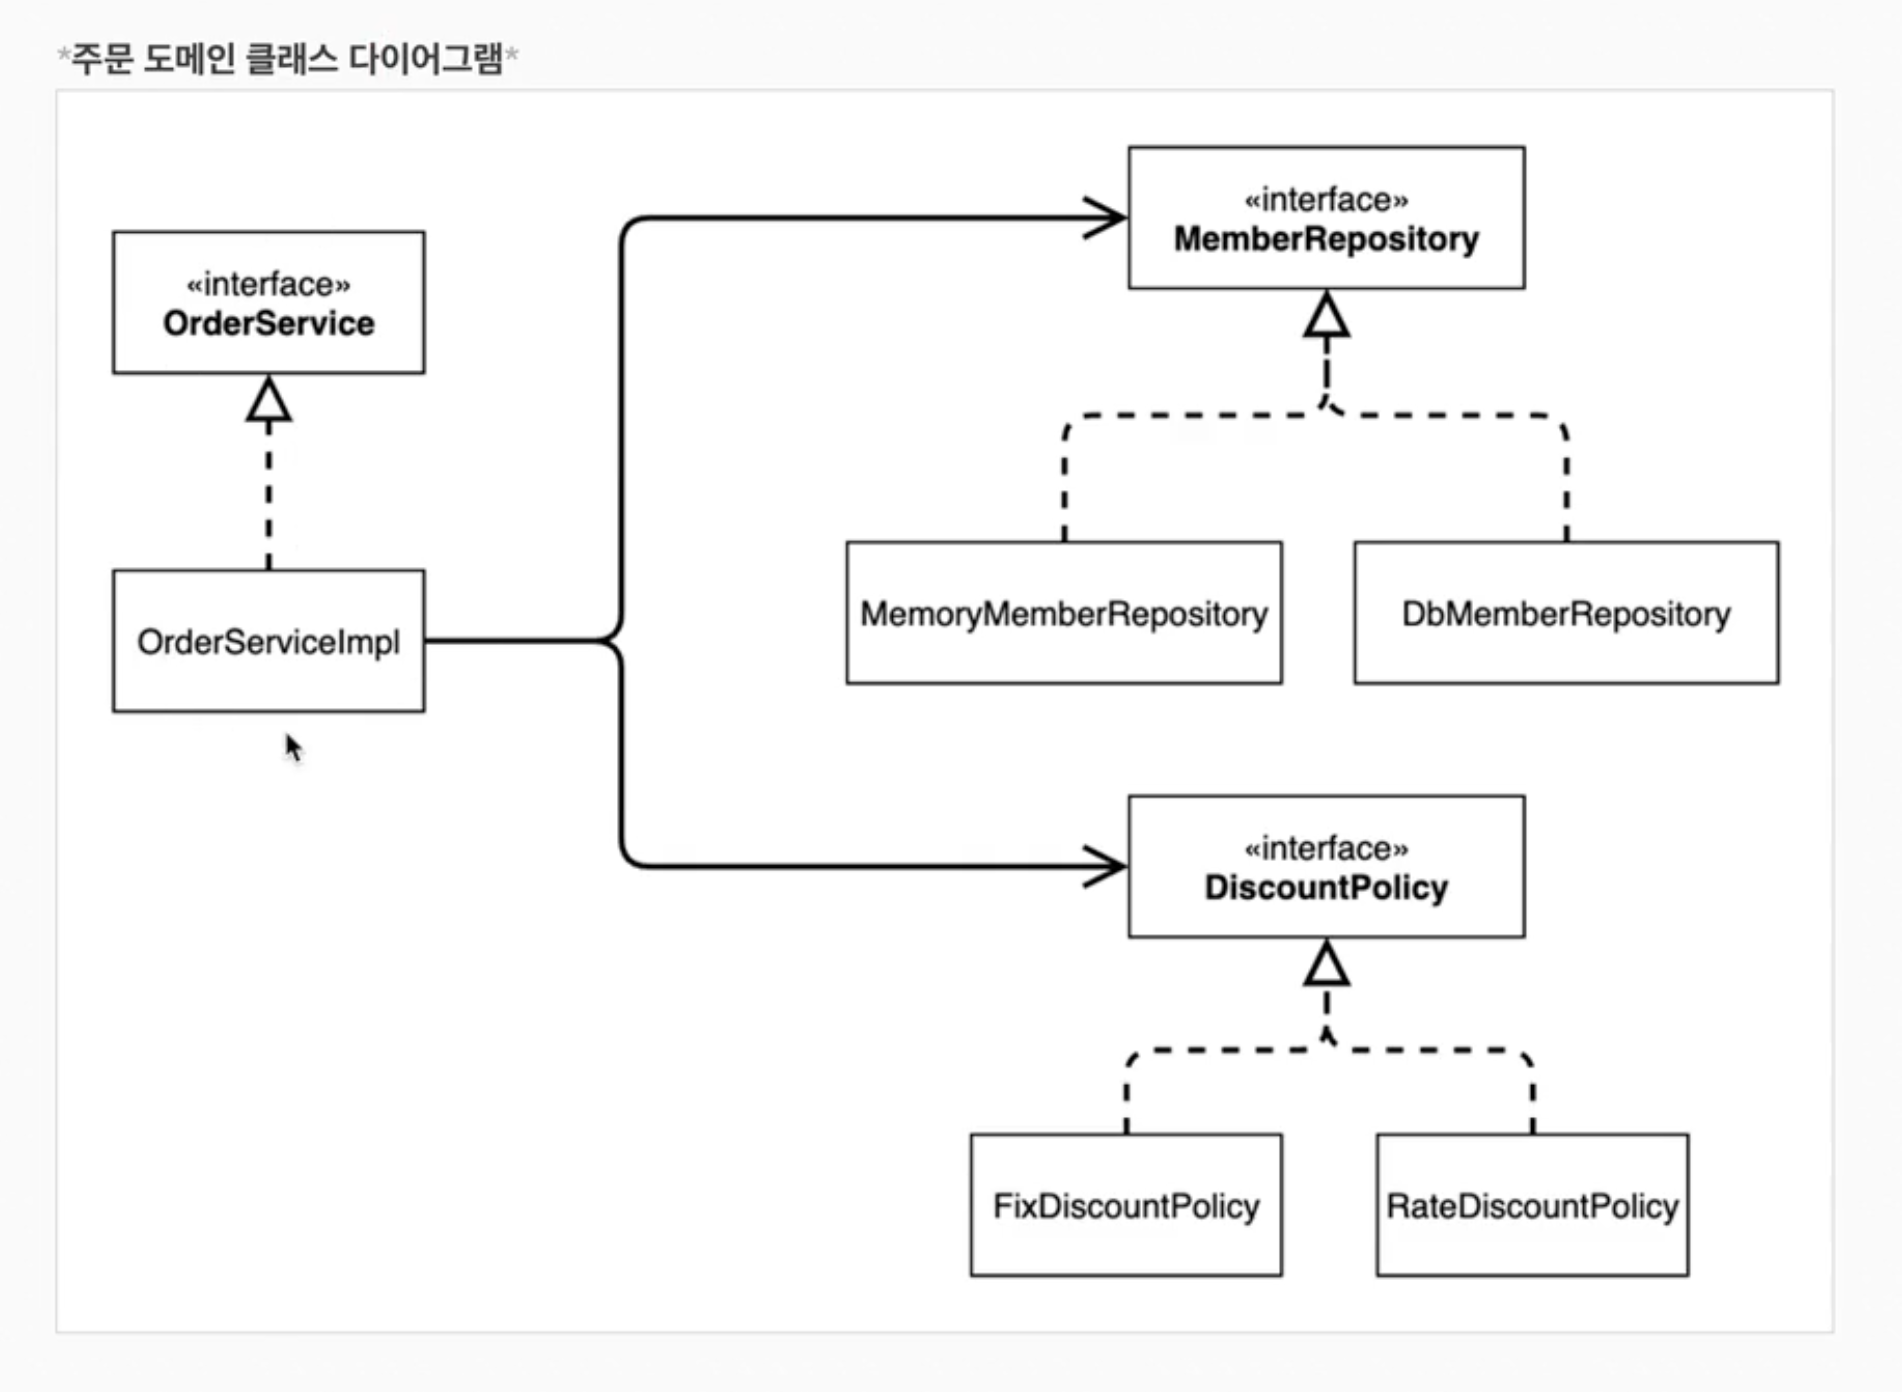 *주문 도메인 클래스 다이어그램*
«interface»
MemberRepository
«interface»
OrderService
MemoryMemberRepository
DbMemberRepository
OrderServiceImpl
«interface»
DiscountPolicy
FixDiscountPolicy
RateDiscountPolicy